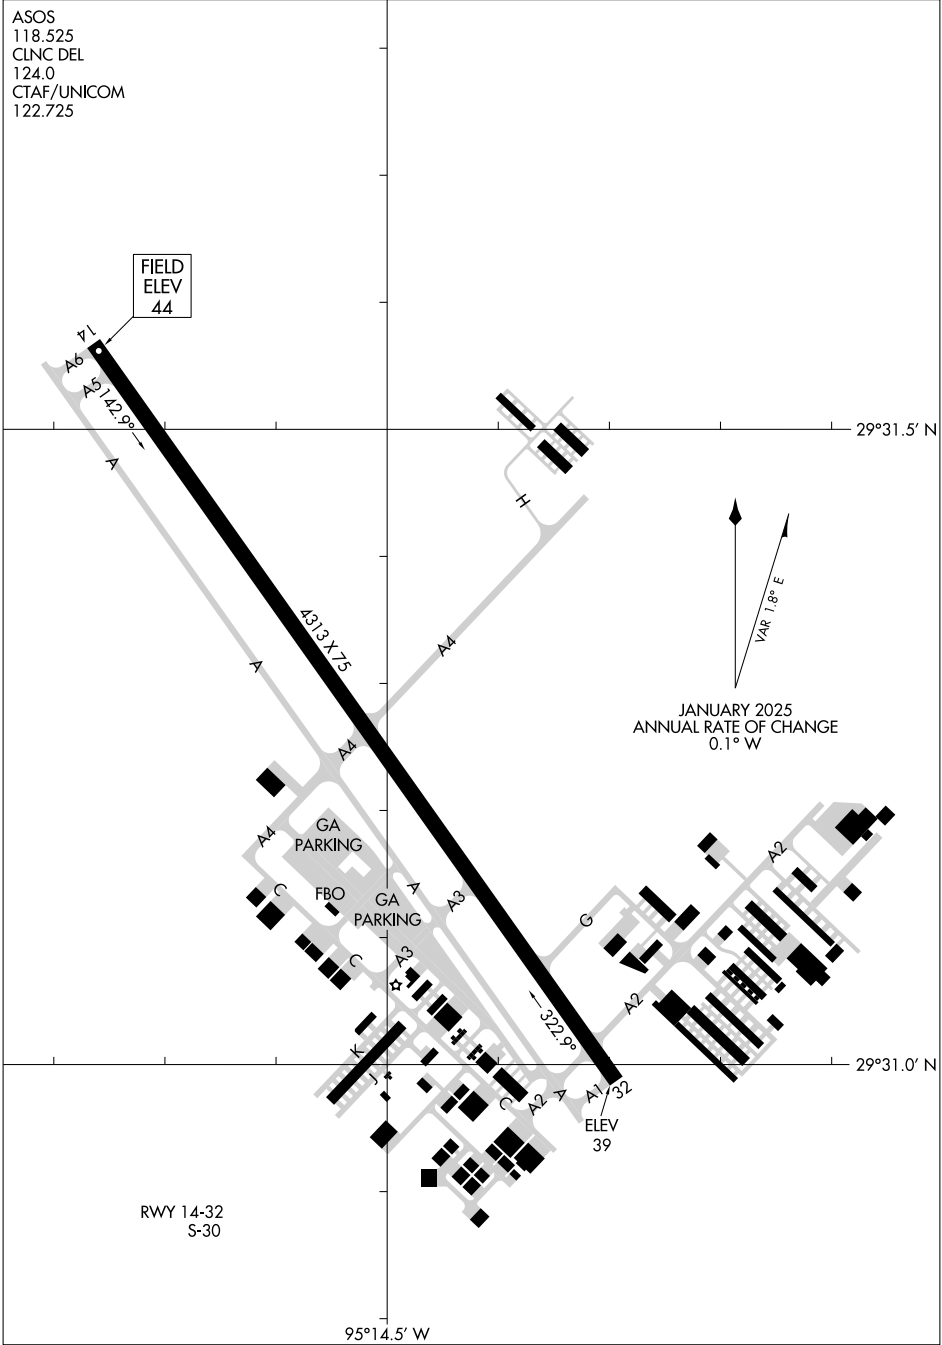 ASOS
118.525
CLNC DEL
124.0
CTAF/UNICOM
122.725
FIELD
ELEV
44
14
A6
A5
142.9°
A
29°31.5' N
H
4313 X 75
A4
A
VAR 1.8° E
JANUARY 2025
ANNUAL RATE OF CHANGE
0.1° W
A4
GA
PARKING
A4
A2
C
FBO
A
GA
PARKING
A3
G
C
A3
A2
322.9°
K
J
29°31.0' N
C
A2
A
A1
32
ELEV
39
RWY 14-32
S-30
95°14.5' W